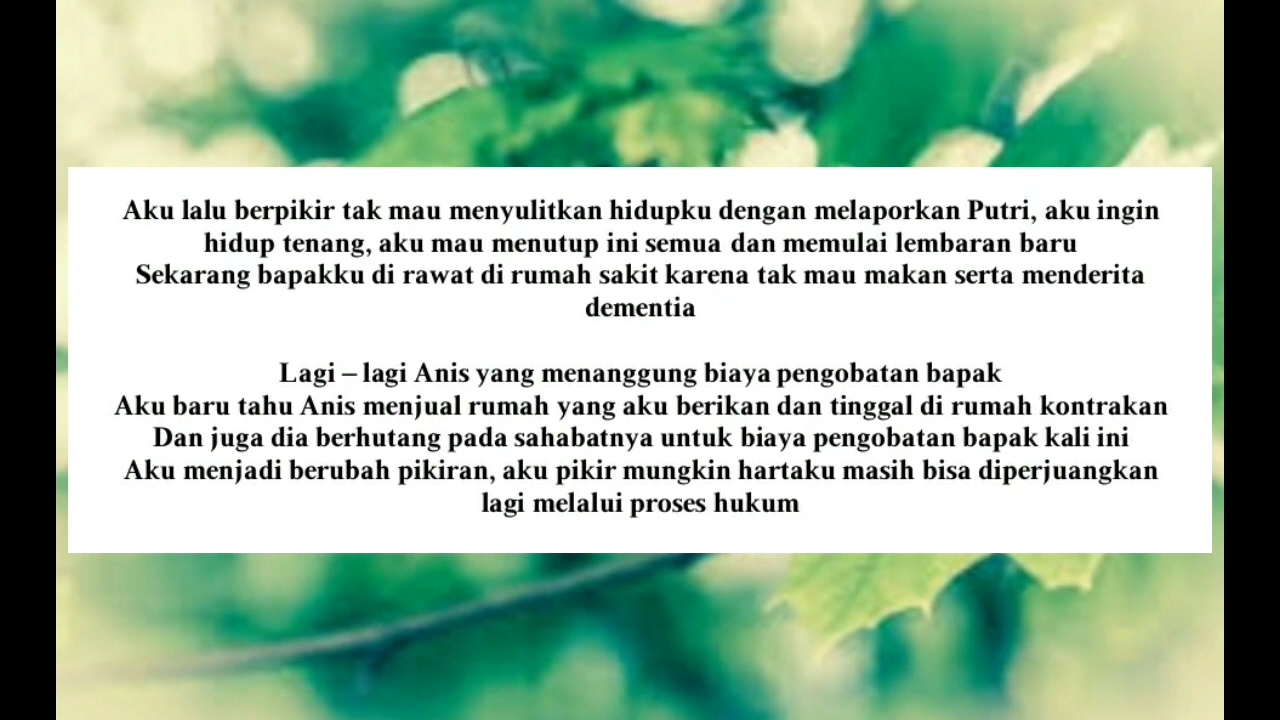 Aku lalu berpikir tak mau menyulitkan hidupku dengan melaporkan Putri, aku ingin
hidup tenang, aku mau menutup ini semua dan memulai lembaran baru
Sekarang bapakku di rawat di rumah sakit karena tak mau makan serta menderita
dementia
Lagi – lagi Anis yang menanggung biaya pengobatan bapak
Aku baru tahu Anis menjual rumah yang aku berikan dan tinggal di rumah kontrakan
Dan juga dia berhutang pada sahabatnya untuk biaya pengobatan bapak kali ini
Aku menjadi berubah pikiran, aku pikir mungkin hartaku masih bisa diperjuangkan
lagi melalui proses hukum